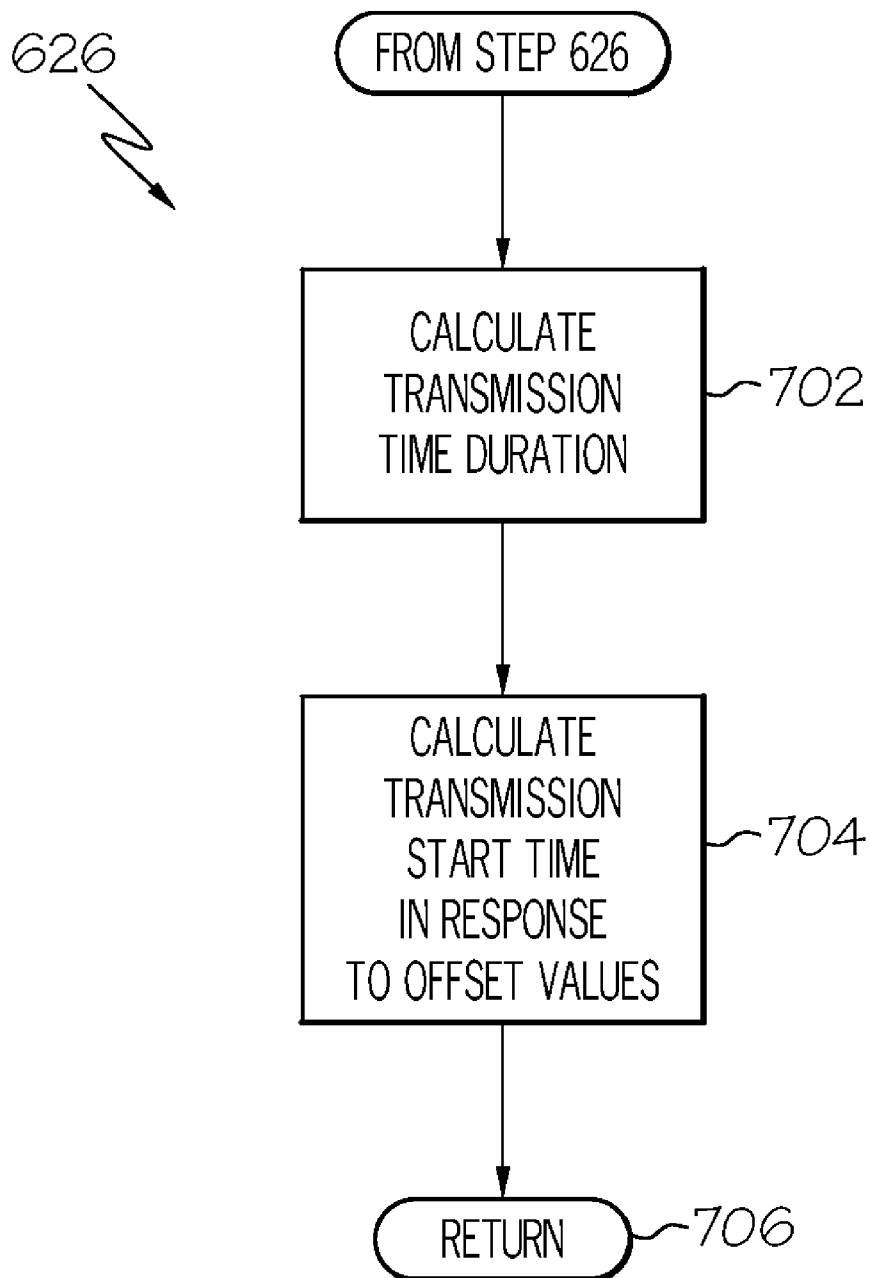 626
FROM STEP 626
CALCULATE
TRANSMISSION
TIME DURATION
702
CALCULATE
TRANSMISSION
START TIME
IN RESPONSE
TO OFFSET VALUES
704
RETURN
706